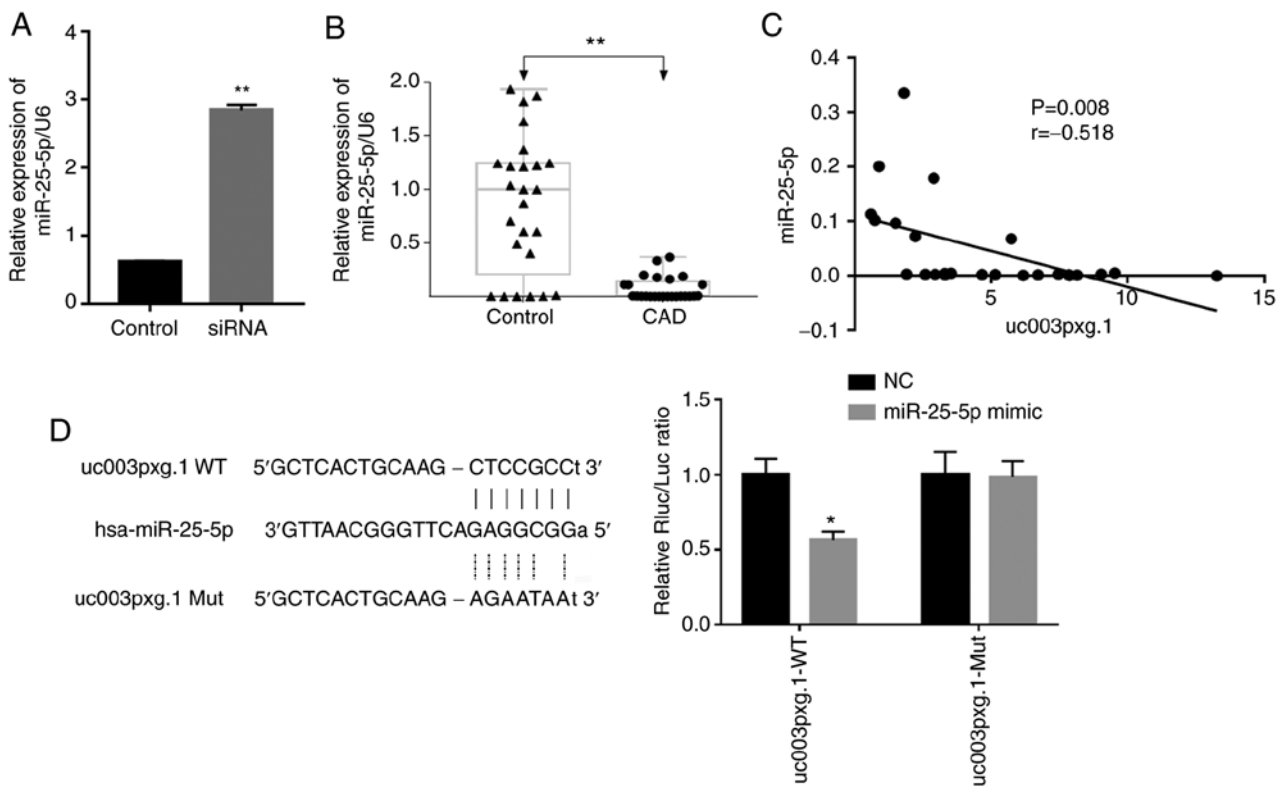 A
Relative expression of
miR-25-5p/U6
4
3
2
1
0
**
Control
siRNA
B
Relative expression of
miR-25-5p/U6
2.0
1.5
1.0
0.5
**
Control
CAD
C
miR-25-5p
0.4
0.3
0.2
0.1
0.0
−0.1
P=0.008
r=−0.518
5
10
15
uc003pxg.1
D
uc003pxg.1 WT 5′GCTCACTGCAAG – CTCCGCCt 3′
hsa-miR-25-5p 3′GTTAACGGGTTCAGAGGCGGa 5′
uc003pxg.1 Mut 5′GCTCACTGCAAG – AGAATAAt 3′
NC
miR-25-5p mimic
Relative Rluc/Luc ratio
1.5
1.0
0.5
0.0
*
uc003pxg.1-WT
uc003pxg.1-Mut